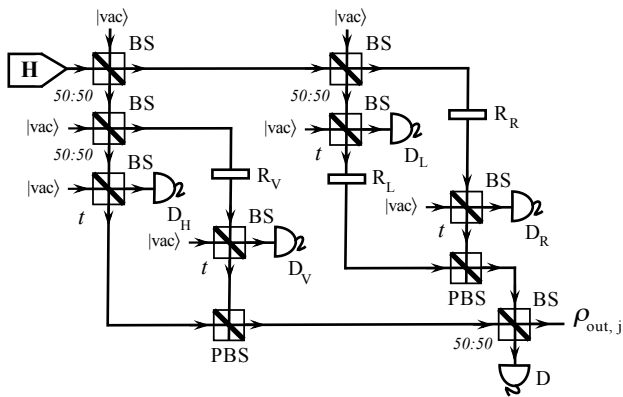 |vac⟩
|vac⟩
BS
BS
H
50:50
50:50
BS
BS
R_R
|vac⟩
|vac⟩
50:50
t
D_L
BS
R_V
R_L
BS
|vac⟩
D_H
BS
|vac⟩
t
|vac⟩
t
D_R
D_V
t
PBS
BS
ρ_out, j
PBS
50:50
D